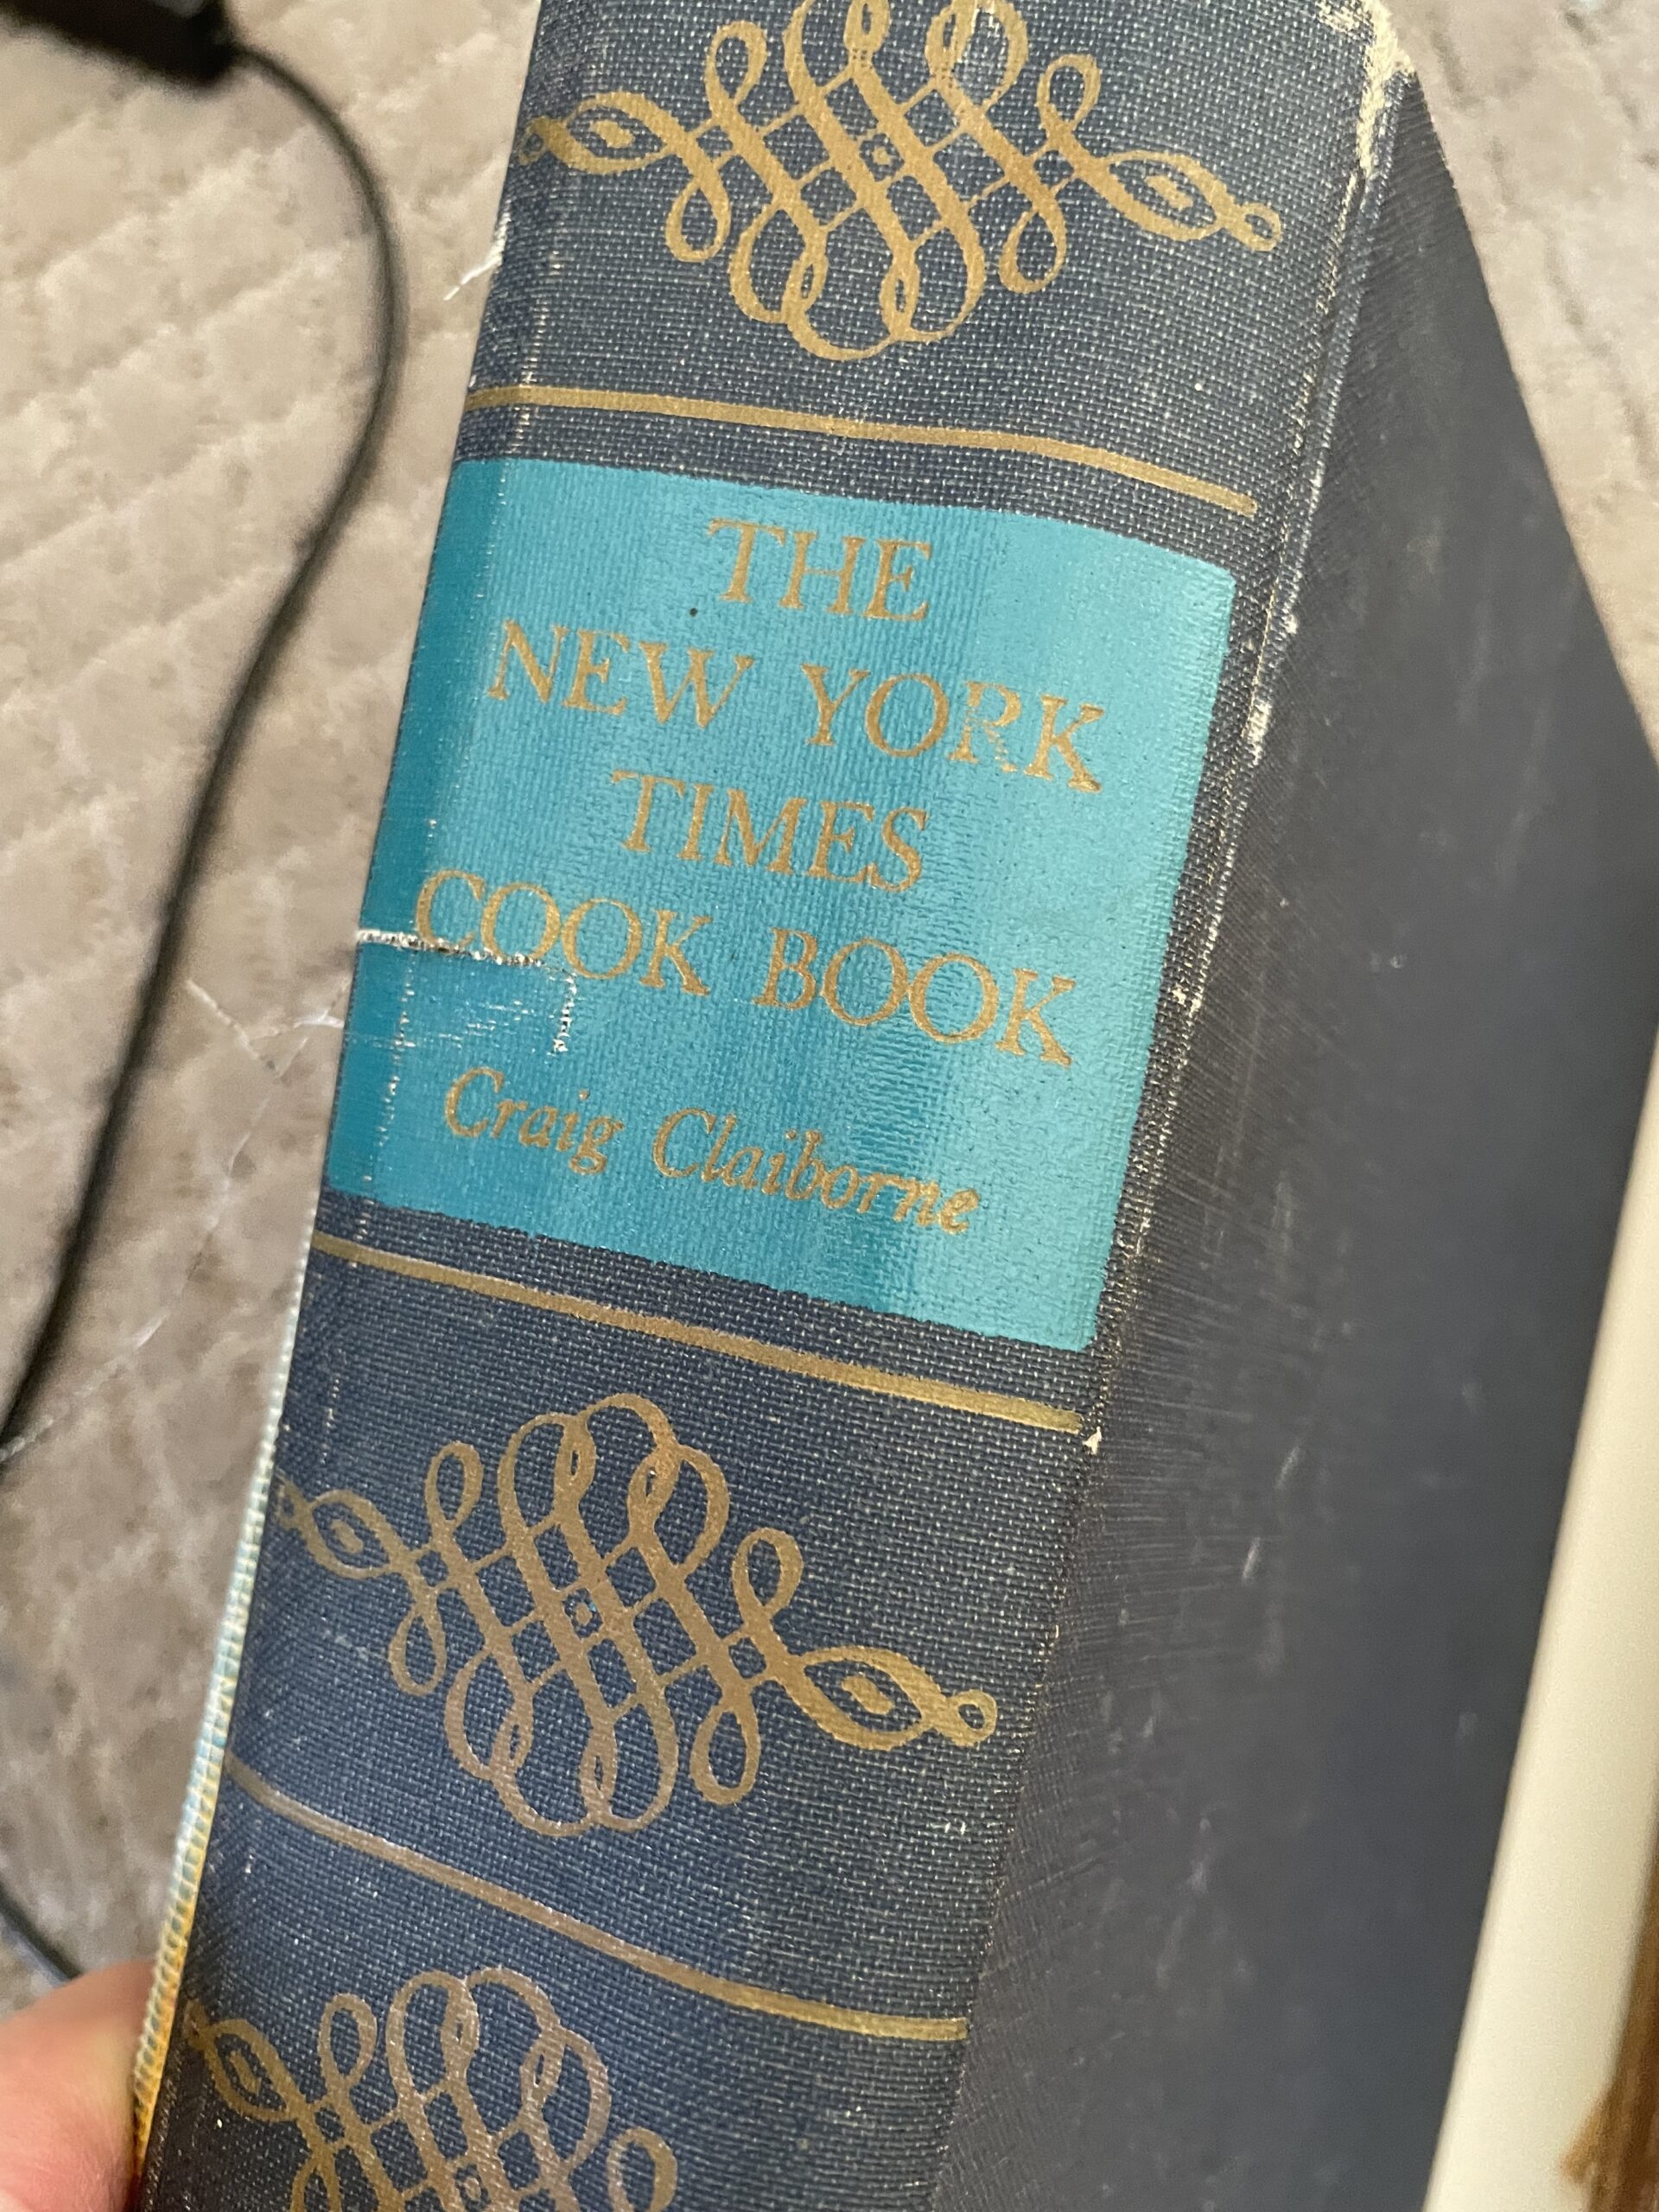 THE
NEW YORK
TIMES
COOK BOOK
Craig Claiborne